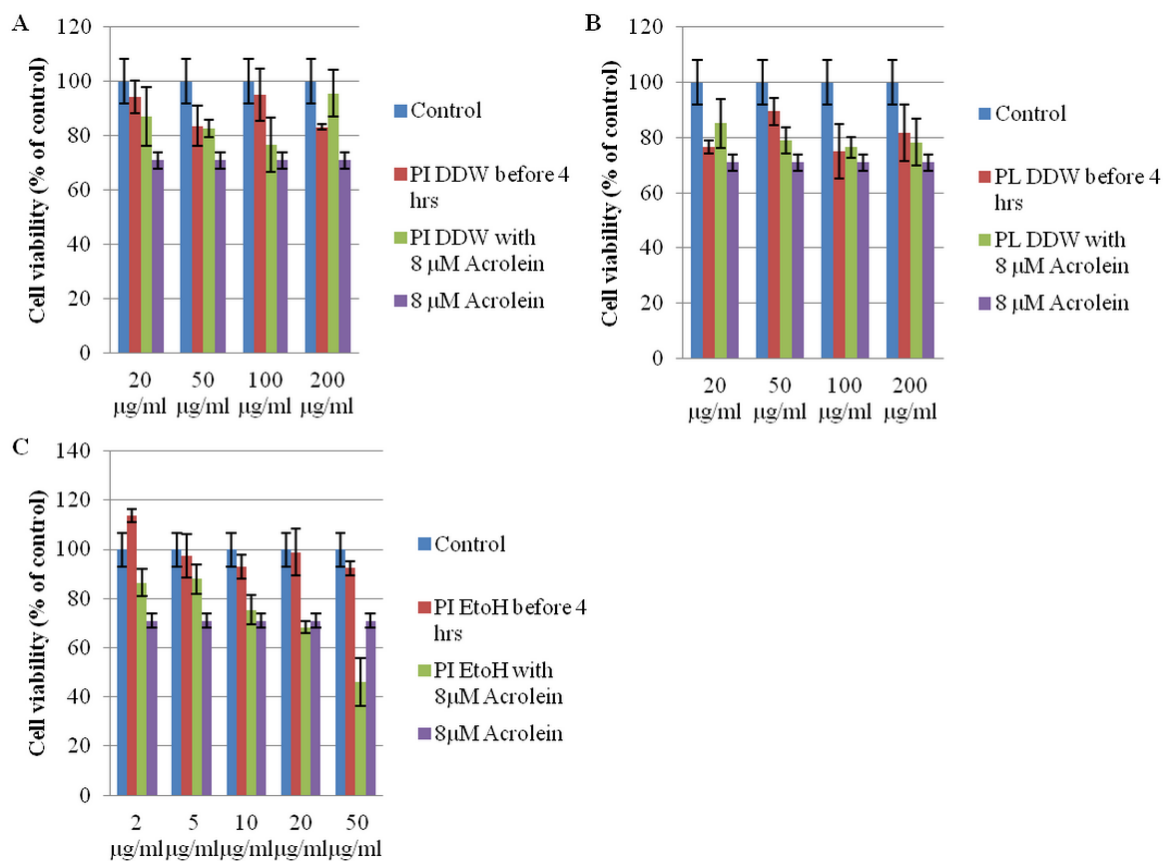 A
Cell viability (% of control)
120
100
80
60
40
20
0
20 50 100 200
µg/ml µg/ml µg/ml µg/ml
Control
PI DDW before 4
hrs
PI DDW with
8 µM Acrolein
8 µM Acrolein
B
Cell viability (% of control)
120
100
80
60
40
20
0
20 50 100 200
µg/ml µg/ml µg/ml µg/ml
Control
PL DDW before 4
hrs
PL DDW with
8 µM Acrolein
8 µM Acrolein
C
Cell viability (% of control)
140
120
100
80
60
40
20
0
2 5 10 20 50
µg/ml µg/ml µg/ml µg/ml µg/ml
Control
PI EtoH before 4
hrs
PI EtoH with
8µM Acrolein
8µM Acrolein